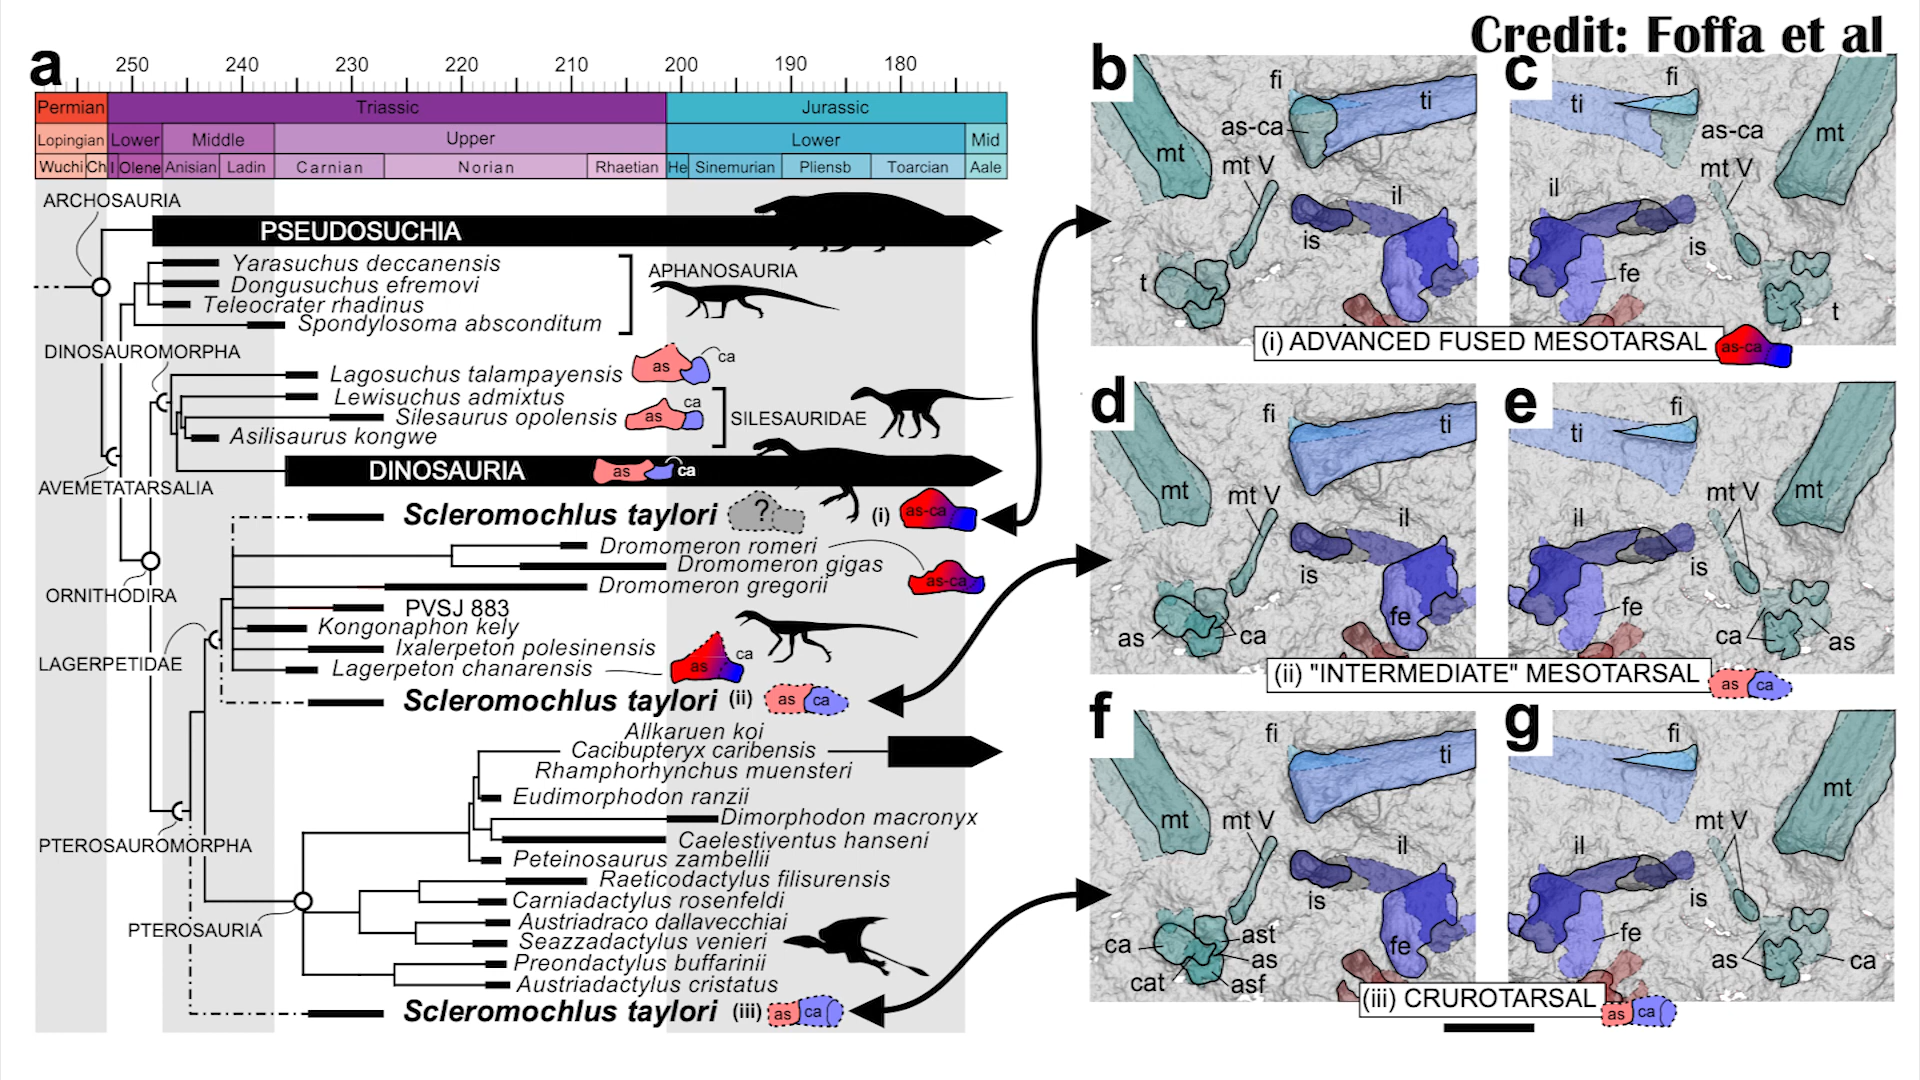 Credit: Foffa et al
a
250 240 230 220 210 200 190 180
Permian Triassic Jurassic
Lopingian Lower Middle Upper Lower Mid
Wuchi Ch I Olene Anisian Ladin Carnian Norian Rhaetian He Sinemurian Pliensb Toarcian Aale
ARCHOSAURIA
PSEUDOSUCHIA
Yarasuchus deccanensis
Dongusuchus efremovi
Teleocrater rhadinus
Spondylosoma absconditum
APHANOSAURIA
DINOSAUROMORPHA
Lagosuchus talampayensis
as ca
Lewisuchus admixtus
Silesaurus opolensis
as ca
Asilisaurus kongwe
SILESAURIDAE
DINOSAURIA
as ca
AVEMETATARSALIA
Scleromochlus taylori ? (i) as-ca
Dromomeron romeri
Dromomeron gigas
Dromomeron gregorii
as-ca
ORNITHODIRA
PVSJ 883
Kongonaphon kely
Ixalerpeton polesinensis
Lagerpeton chanarensis
as ca
LAGERPETIDAE
Scleromochlus taylori (ii) as ca
Allkaruen koi
Cacibupteryx caribensis
Rhamphorhynchus muensteri
Eudimorphodon ranzii
Dimorphodon macronyx
Caelestiventus hanseni
PTEROSAUROMORPHA
Peteinosaurus zambellii
Raeticodactylus filisurensis
Carniadactylus rosenfeldi
Austriadraco dallavecchiai
PTEROSAURIA
Seazzadactylus venieri
Preondactylus buffarinii
Austriadactylus cristatus
Scleromochlus taylori (iii) as ca
b
fi
ti
as-ca
mt
mt V
il
is
t
c
fi
ti
as-ca
mt
mt V
il
is
fe
t
(i) ADVANCED FUSED MESOTARSAL as-ca
d
fi
ti
mt
mt V
il
is
fe
as
ca
e
fi
ti
mt V
mt
il
is
fe
ca
as
(ii) "INTERMEDIATE" MESOTARSAL as ca
f
fi
ti
mt
mt V
il
is
fe
ca
ast
as
cat
asf
g
fi
mt
mt V
il
is
fe
as
ca
(iii) CRUROTARSAL as ca